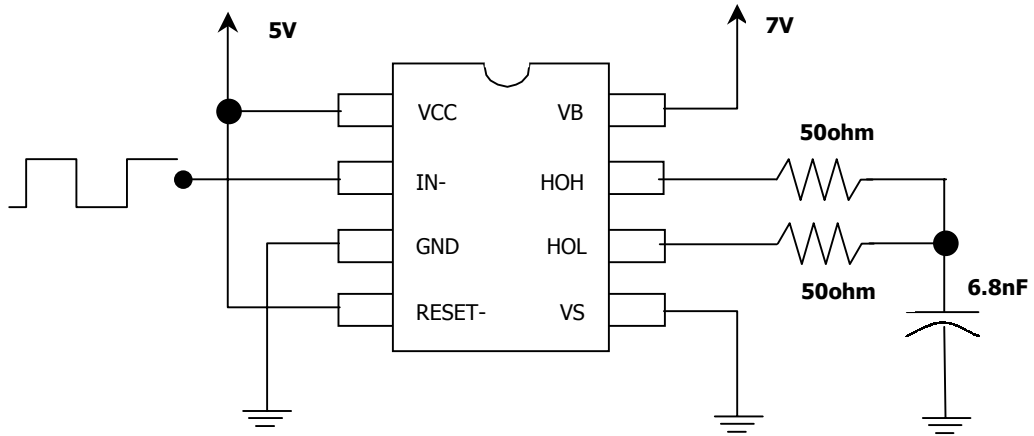 5V
7V
VCC
VB
50ohm
IN-
HOH
GND
HOL
50ohm
6.8nF
RESET-
VS